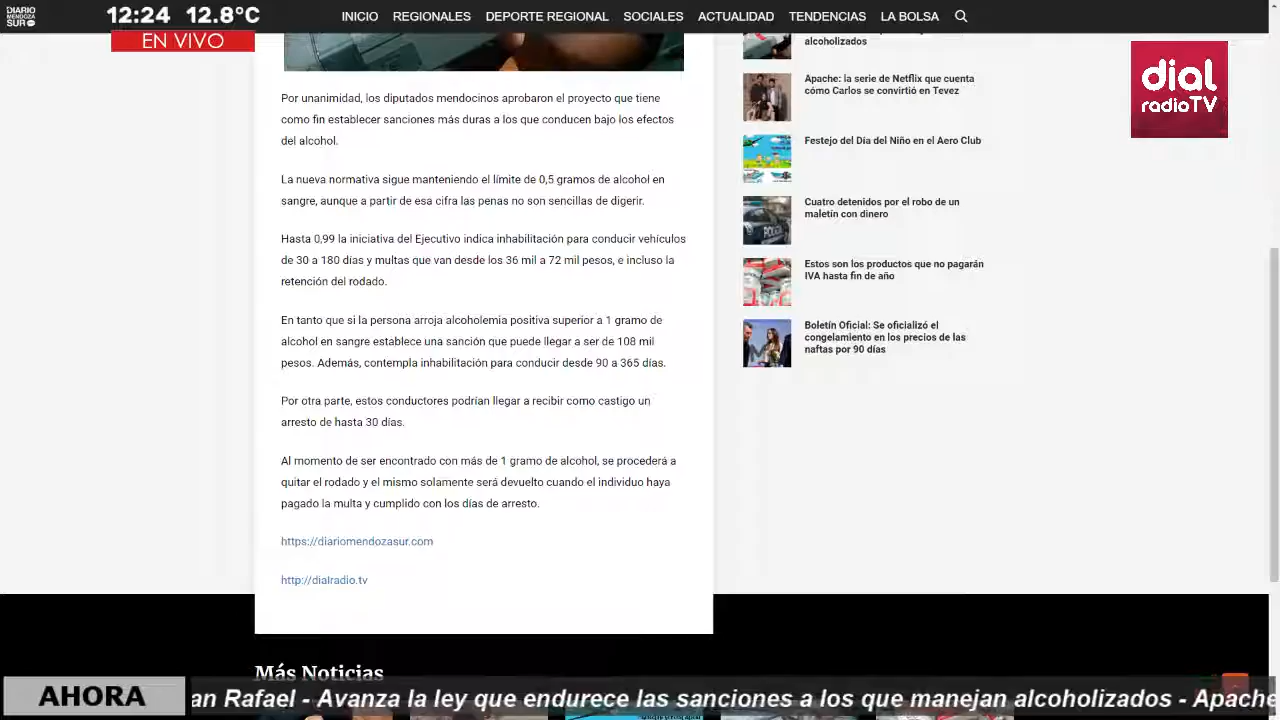 DIARIO
MENDOZA
SUR
12:24 12.8°C
EN VIVO
INICIO REGIONALES DEPORTE REGIONAL SOCIALES ACTUALIDAD TENDENCIAS LA BOLSA
dial
radioTV
Por unanimidad, los diputados mendocinos aprobaron el proyecto que tiene
como fin establecer sanciones más duras a los que conducen bajo los efectos
del alcohol.
La nueva normativa sigue manteniendo el límite de 0,5 gramos de alcohol en
sangre, aunque a partir de esa cifra las penas no son sencillas de digerir.
Hasta 0,99 la iniciativa del Ejecutivo indica inhabilitación para conducir vehículos
de 30 a 180 días y multas que van desde los 36 mil a 72 mil pesos, e incluso la
retención del rodado.
En tanto que si la persona arroja alcoholemia positiva superior a 1 gramo de
alcohol en sangre establece una sanción que puede llegar a ser de 108 mil
pesos. Además, contempla inhabilitación para conducir desde 90 a 365 días.
Por otra parte, estos conductores podrían llegar a recibir como castigo un
arresto de hasta 30 días.
Al momento de ser encontrado con más de 1 gramo de alcohol, se procederá a
quitar el rodado y el mismo solamente será devuelto cuando el individuo haya
pagado la multa y cumplido con los días de arresto.
https://diariomendozasur.com
http://dialradio.tv
alcoholizados
Apache: la serie de Netflix que cuenta
cómo Carlos se convirtió en Tevez
Festejo del Día del Niño en el Aero Club
Cuatro detenidos por el robo de un
maletín con dinero
Estos son los productos que no pagarán
IVA hasta fin de año
Boletín Oficial: Se oficializó el
congelamiento en los precios de las
naftas por 90 días
Más Noticias
AHORA
an Rafael - Avanza la ley que endurece las sanciones a los que manejan alcoholizados - Apache